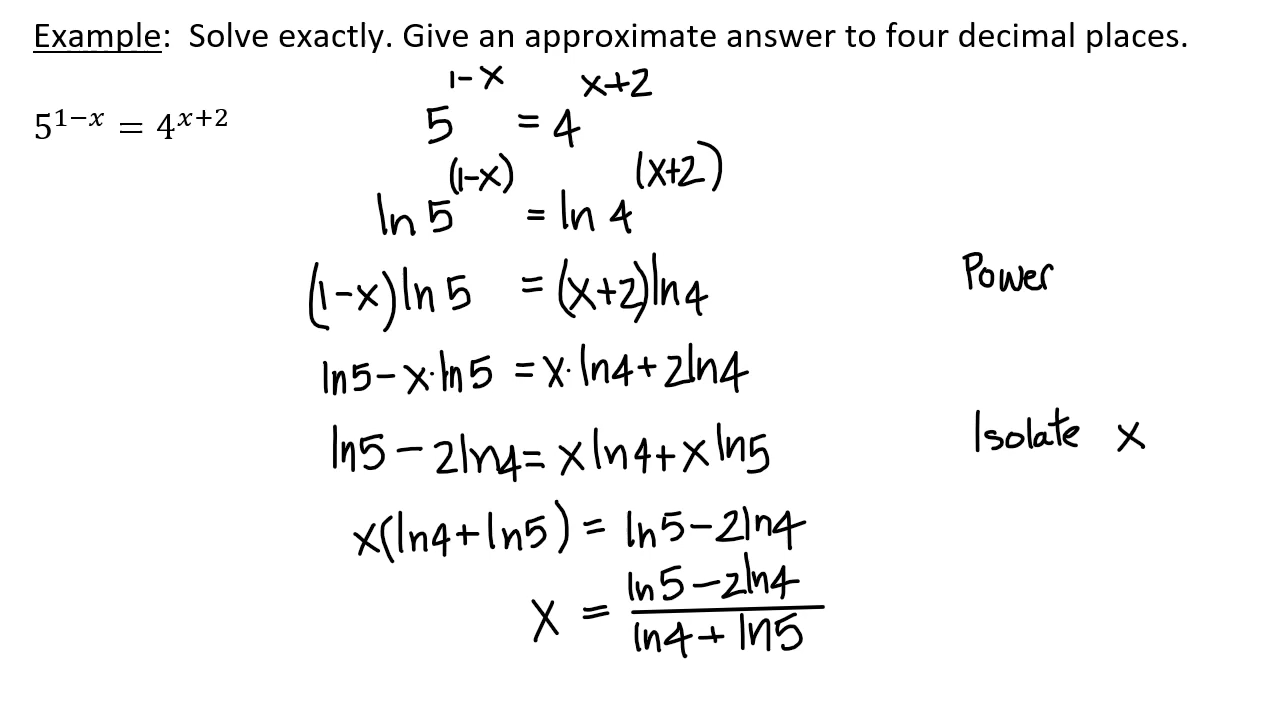 Example: Solve exactly. Give an approximate answer to four decimal places.
5^{1−x} = 4^{x+2}
5^{1-x} = 4^{x+2}
ln 5^{(1-x)} = ln 4^{(x+2)}
(1-x) ln 5 = (x+2) ln 4
Power
ln5 - x·ln5 = x·ln4 + 2ln4
ln5 - 2ln4 = x ln4 + x ln5
Isolate x
x(ln4 + ln5) = ln5 - 2ln4
x = \frac{ln5 - 2ln4}{ln4 + ln5}